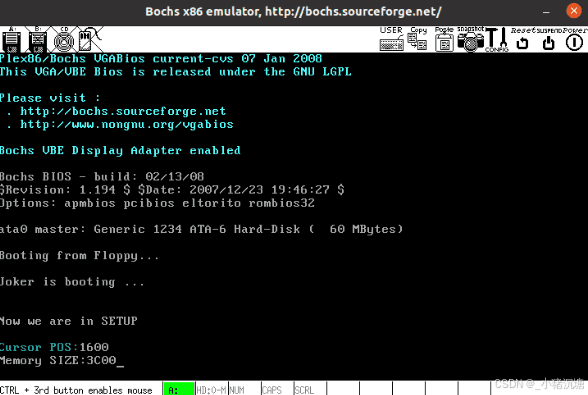 Bochs x86 emulator, http://bochs.sourceforge.net/
A: B: CD USER Copy Paste snapshot CONFIG Reset SUSPEND Power
Plex86/Bochs VGABios current-cvs 07 Jan 2008
This VGA/VBE Bios is released under the GNU LGPL
Please visit :
. http://bochs.sourceforge.net
. http://www.nongnu.org/vgabios
Bochs VBE Display Adapter enabled
Bochs BIOS - build: 02/13/08
$Revision: 1.194 $ $Date: 2007/12/23 19:46:27 $
Options: apmbios pcibios eltorito rombios32
ata0 master: Generic 1234 ATA-6 Hard-Disk ( 60 MBytes)
Booting from Floppy...
Joker is booting ...
Now we are in SETUP
Cursor POS:1600
Memory SIZE:3C00_
CTRL + 3rd button enables mouse A: HD:0-M NUM CAPS SCRL
CSDN @_小猪沉塘